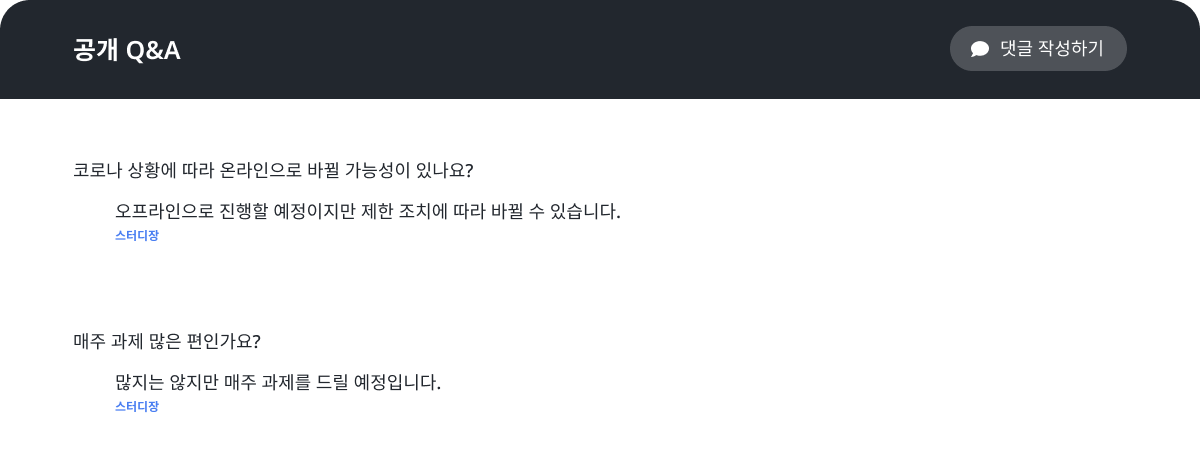 공개 Q&A
댓글 작성하기
코로나 상황에 따라 온라인으로 바뀔 가능성이 있나요?
오프라인으로 진행할 예정이지만 제한 조치에 따라 바뀔 수 있습니다.
스터디장
매주 과제 많은 편인가요?
많지는 않지만 매주 과제를 드릴 예정입니다.
스터디장